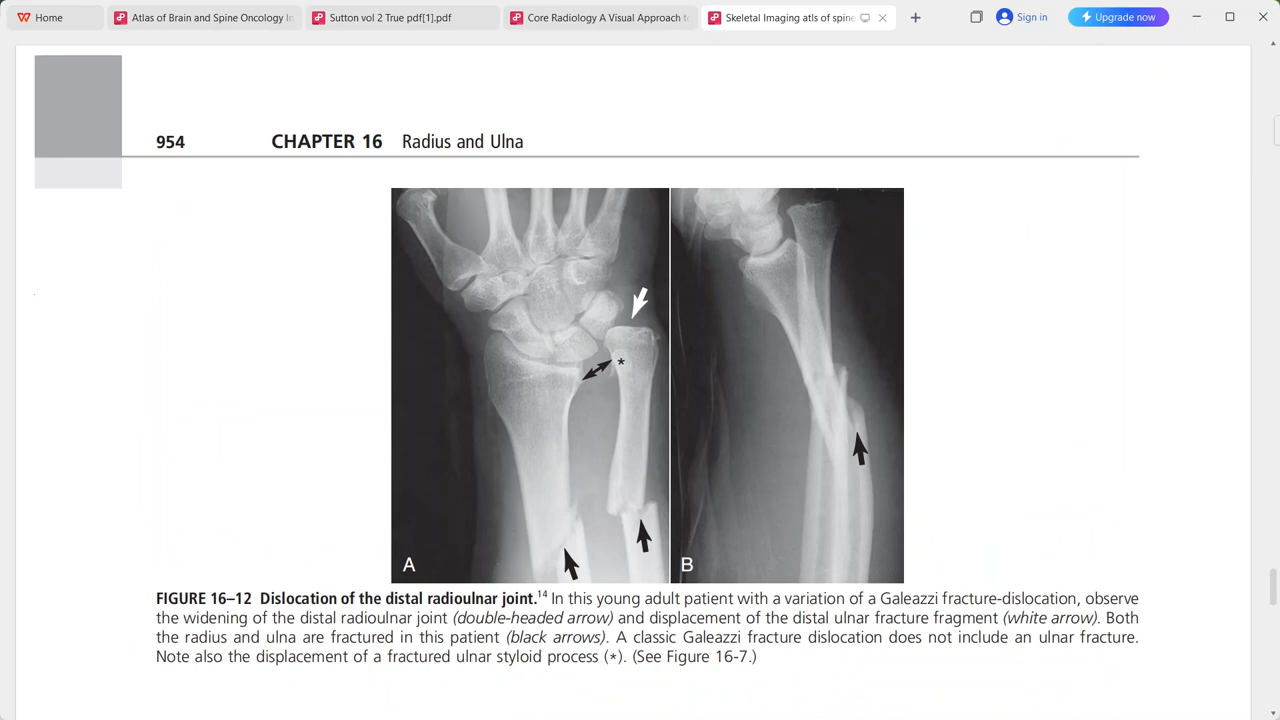 Home
Atlas of Brain and Spine Oncology I
Sutton vol 2 True pdf[1].pdf
Core Radiology A Visual Approach t
Skeletal Imaging atls of spine
Sign in
Upgrade now
954 CHAPTER 16 Radius and Ulna
*
A
B
FIGURE 16–12 Dislocation of the distal radioulnar joint.14 In this young adult patient with a variation of a Galeazzi fracture-dislocation, observe
the widening of the distal radioulnar joint (double-headed arrow) and displacement of the distal ulnar fracture fragment (white arrow). Both
the radius and ulna are fractured in this patient (black arrows). A classic Galeazzi fracture dislocation does not include an ulnar fracture.
Note also the displacement of a fractured ulnar styloid process (*). (See Figure 16-7.)